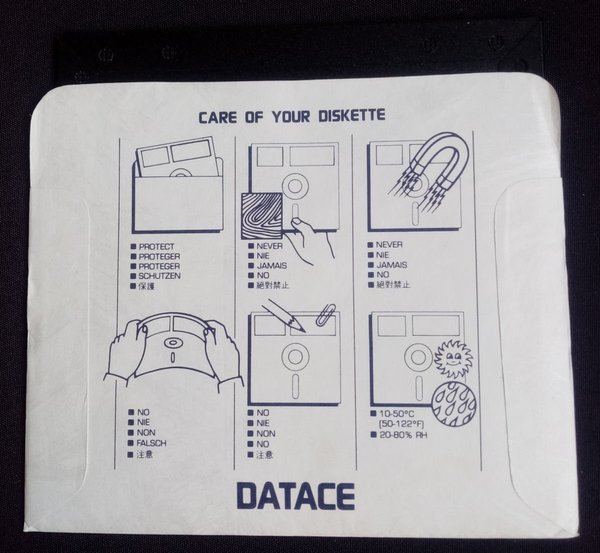 CARE OF YOUR DISKETTE
PROTECT
PROTEGER
PROTEGER
SCHUTZEN
保護
NEVER
NIE
JAMAIS
NO
絕對禁止
NEVER
NIE
JAMAIS
NO
絕對禁止
NO
NIE
NON
FALSCH
注意
NO
NIE
NON
NO
注意
10-50°C
[50-122°F]
20-80% RH
DATACE